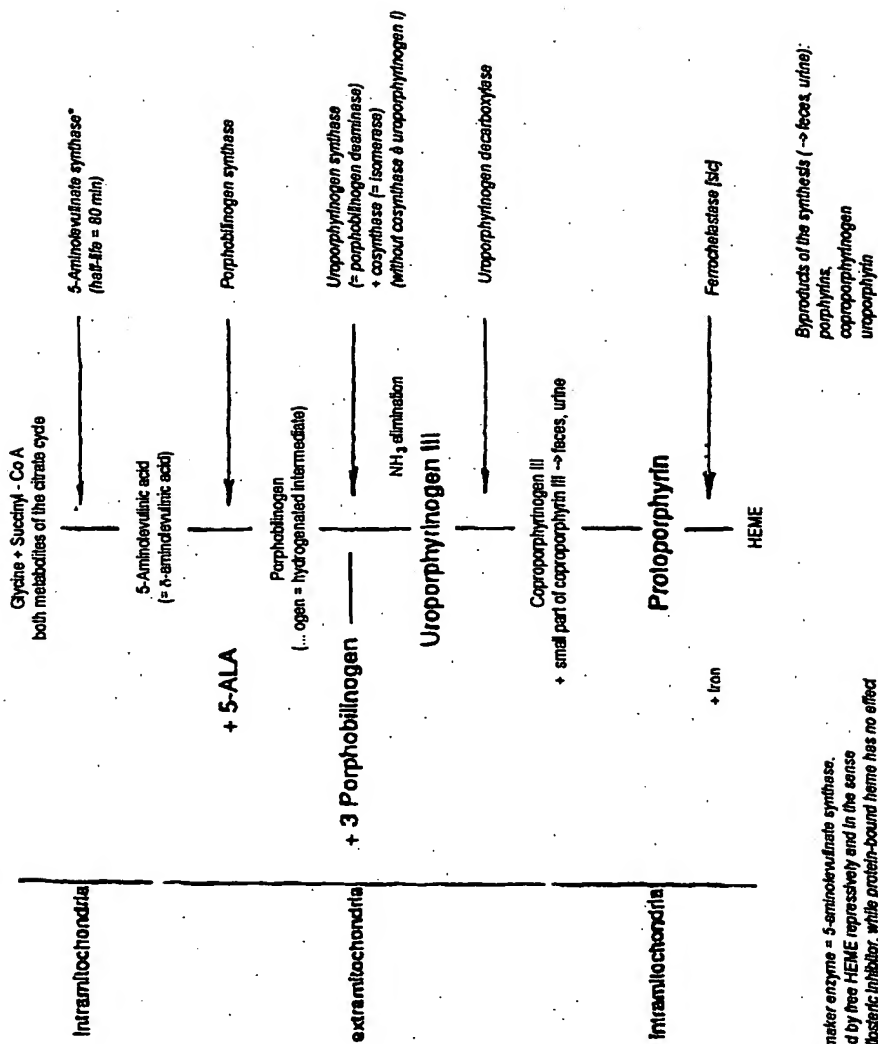 Glycine + Succinyl - Co A
both metabolites of the citrate cycle
5-Aminolevulinate synthase*
(half-life = 80 min)
Intramitochondria
5-Aminolevulinic acid
(= δ-aminolevulinic acid)
+ 5-ALA
Porphobilinogen synthase
Porphobilinogen
(... ogen = hydrogenated intermediate)
+ 3 Porphobilinogen
Uroporphyrinogen synthase
(= porphobilinogen deaminase)
+ cosynthase (= isomerase)
(without cosynthase è uroporphyrinogen I)
NH3 elimination
extramitochondria
Uroporphyrinogen III
Uroporphyrinogen decarboxylase
Coproporphyrinogen III
+ small part of coproporphyrin III → feces, urine
Protoporphyrin
Intramitochondria
+ Iron
Ferrochelastase [sic]
HEME
Byproducts of the synthesis ( → feces, urine):
porphyrins,
coproporphyrinogen
uroporphyrin
maker enzyme = 5-aminolevulinate synthase.
d by free HEME repressively and in the sense
llosteric inhibitor, while protein-bound heme has no effect